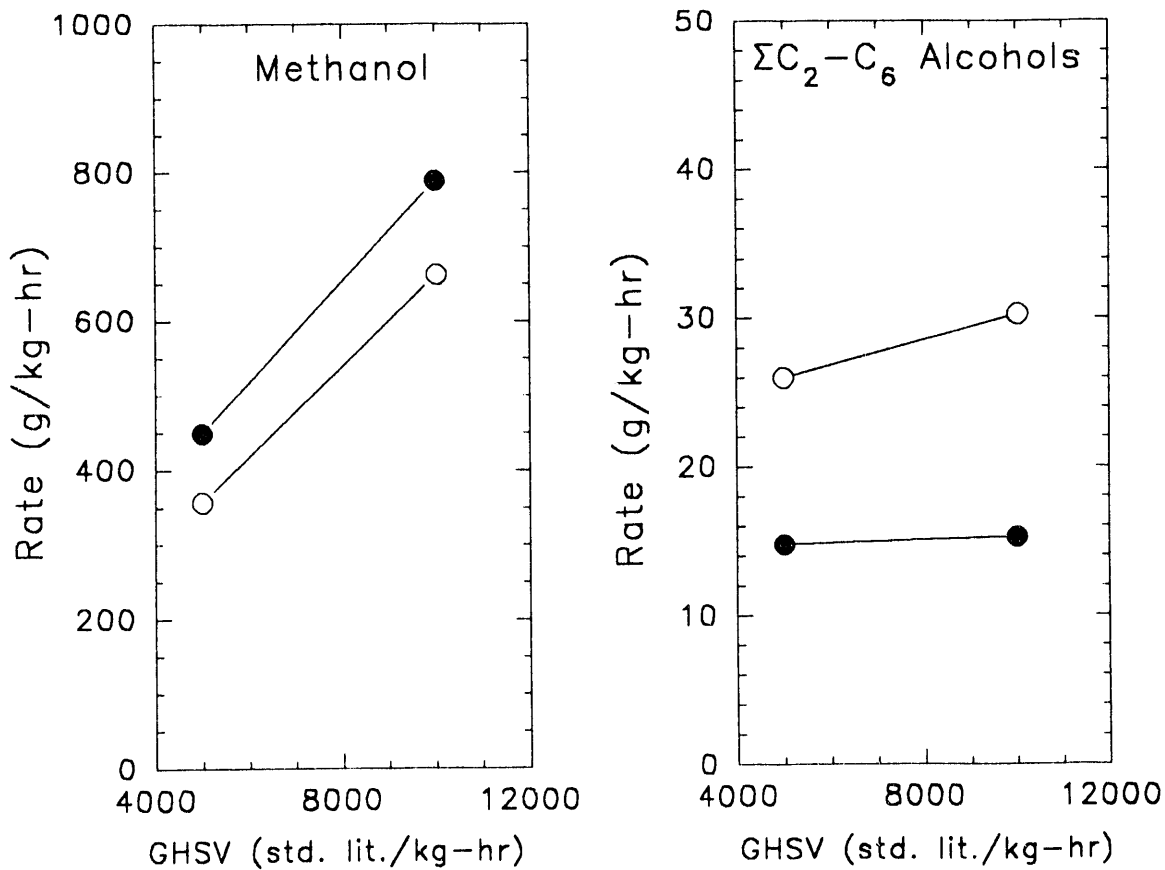 Methanol
1000
800
600
400
200
0
Rate (g/kg-hr)
4000 8000 12000
GHSV (std. lit./kg-hr)
ΣC₂-C₆ Alcohols
50
40
30
20
10
0
Rate (g/kg-hr)
4000 8000 12000
GHSV (std. lit./kg-hr)